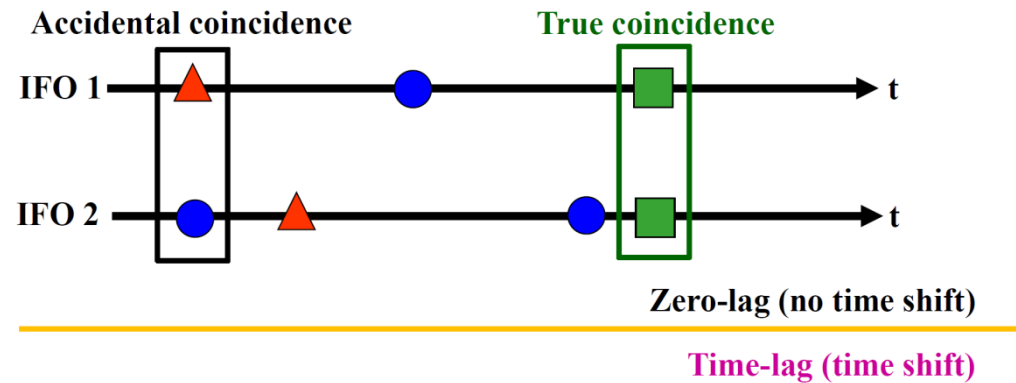 Accidental coincidence
True coincidence
IFO 1
t
IFO 2
t
Zero-lag (no time shift)
Time-lag (time shift)